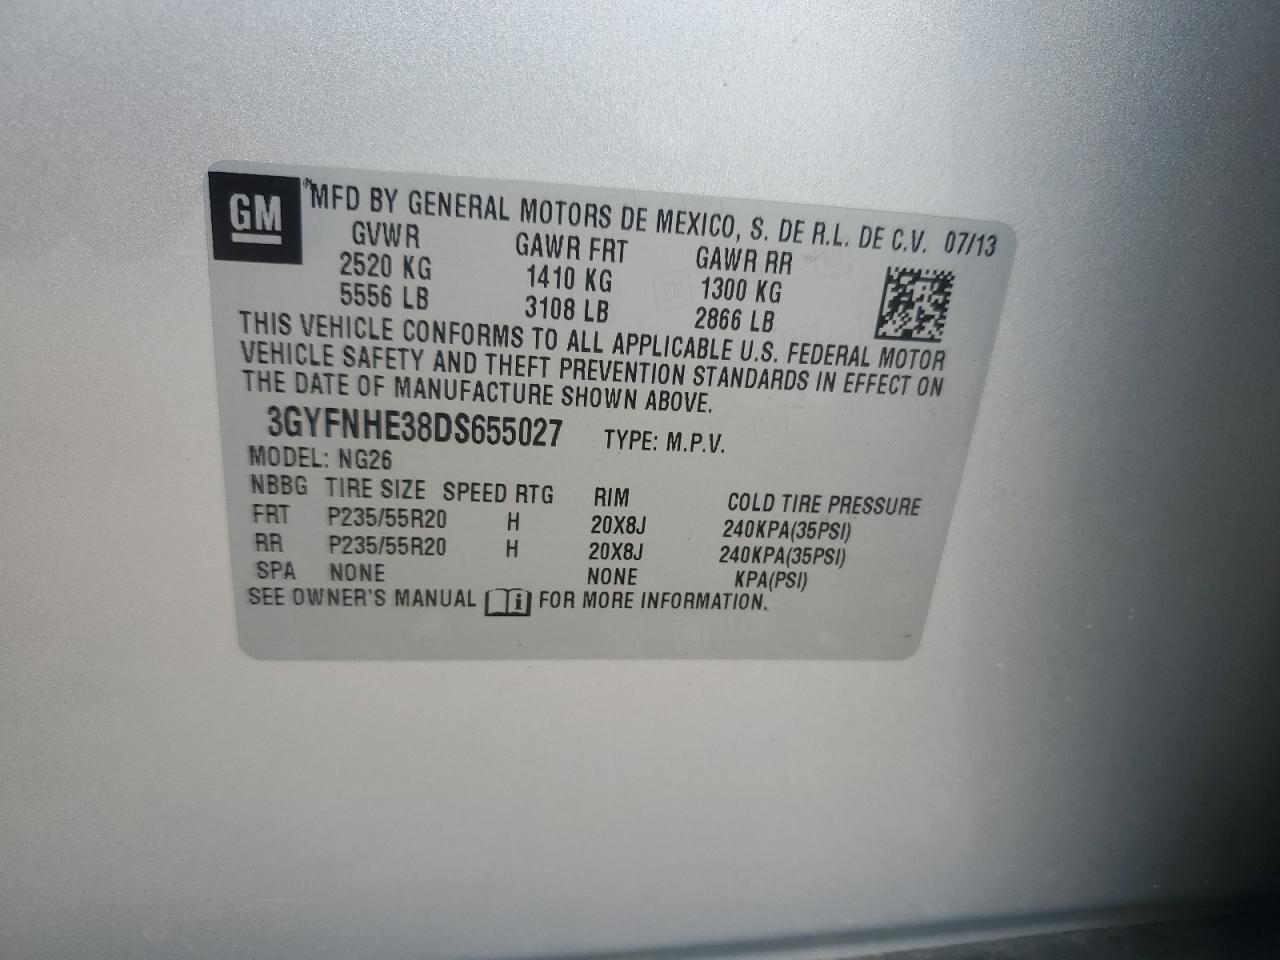 GM MFD BY GENERAL MOTORS DE MEXICO, S. DE R.L. DE C.V. 07/13
GVWR GAWR FRT GAWR RR
2520 KG 1410 KG 1300 KG
5556 LB 3108 LB 2866 LB
THIS VEHICLE CONFORMS TO ALL APPLICABLE U.S. FEDERAL MOTOR
VEHICLE SAFETY AND THEFT PREVENTION STANDARDS IN EFFECT ON
THE DATE OF MANUFACTURE SHOWN ABOVE.
3GYFNHE38DS655027 TYPE: M.P.V.
MODEL: NG26
NBBG TIRE SIZE SPEED RTG RIM COLD TIRE PRESSURE
FRT P235/55R20 H 20X8J 240KPA(35PSI)
RR P235/55R20 H 20X8J 240KPA(35PSI)
SPA NONE NONE KPA(PSI)
SEE OWNER'S MANUAL i FOR MORE INFORMATION.